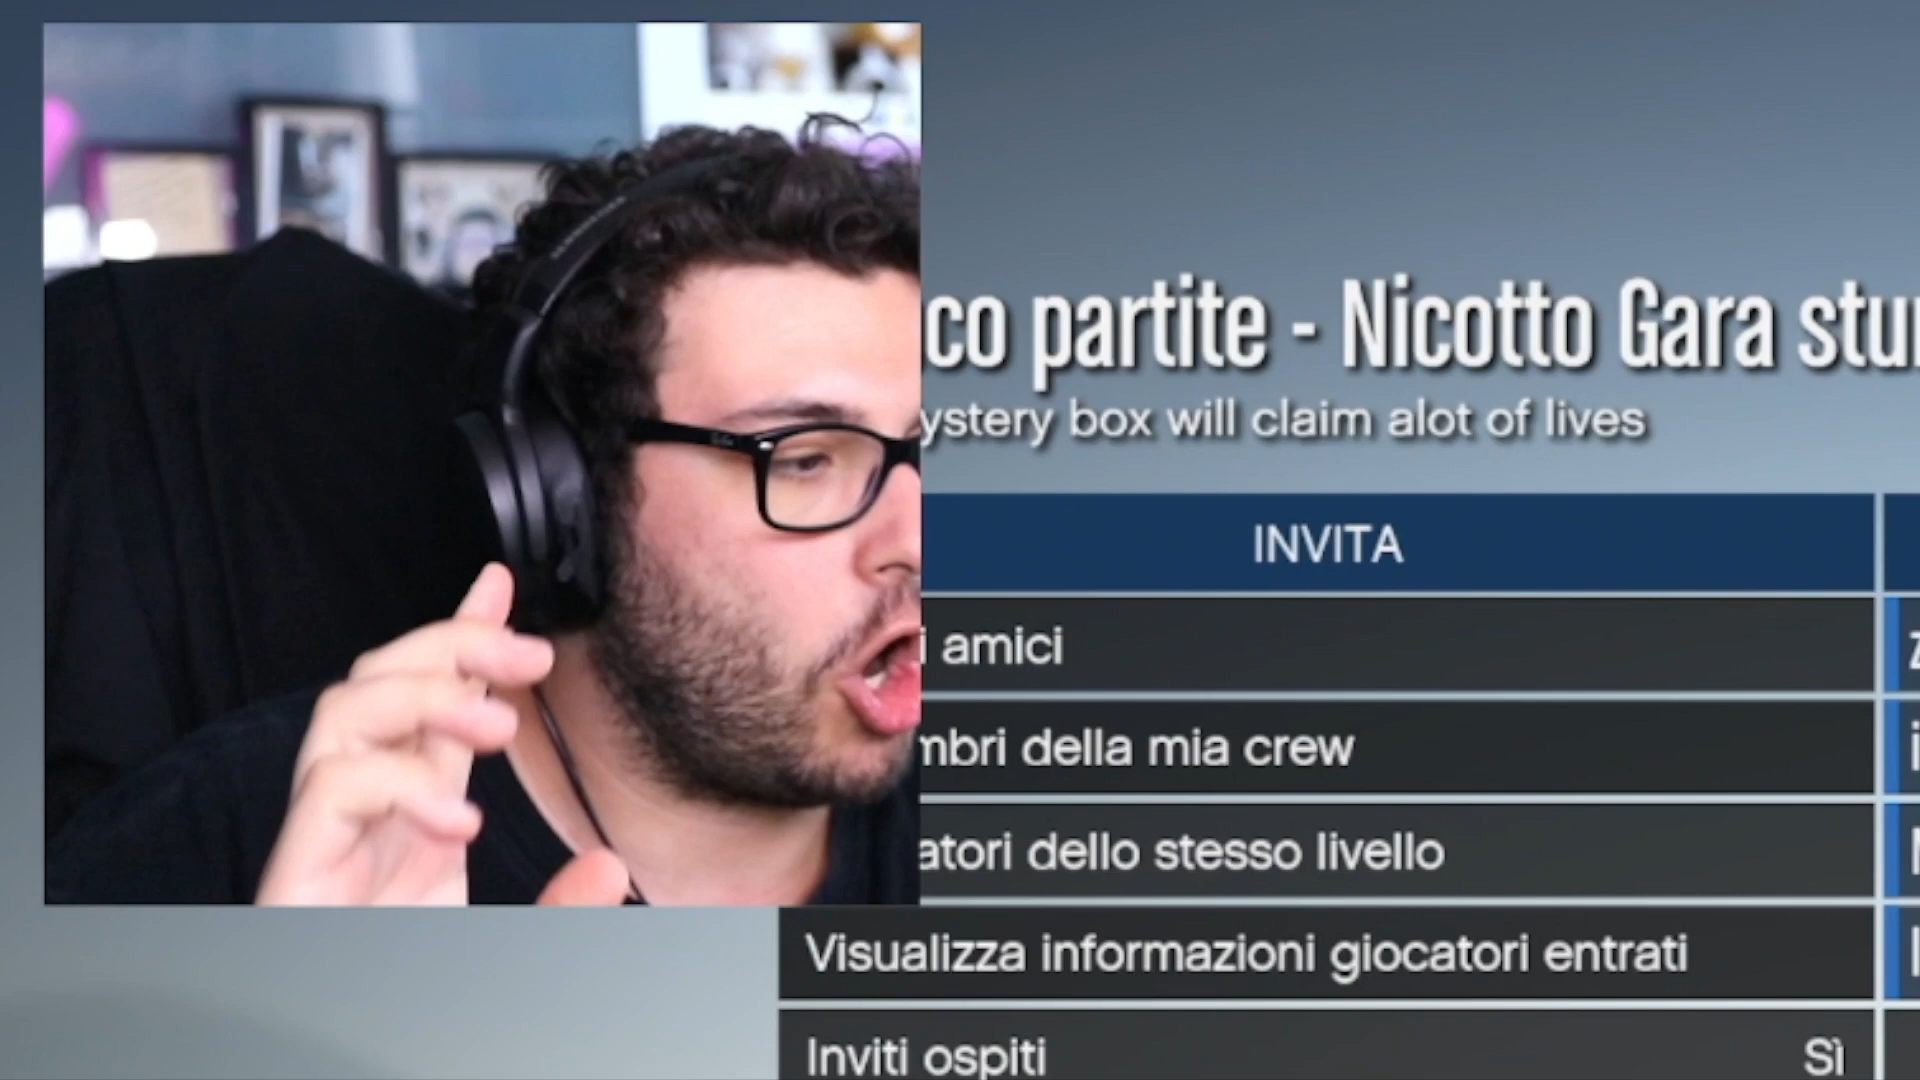 co partite - Nicotto Gara stu
ystery box will claim alot of lives
INVITA
i amici
mbri della mia crew
atori dello stesso livello
Visualizza informazioni giocatori entrati
Inviti ospiti Sì